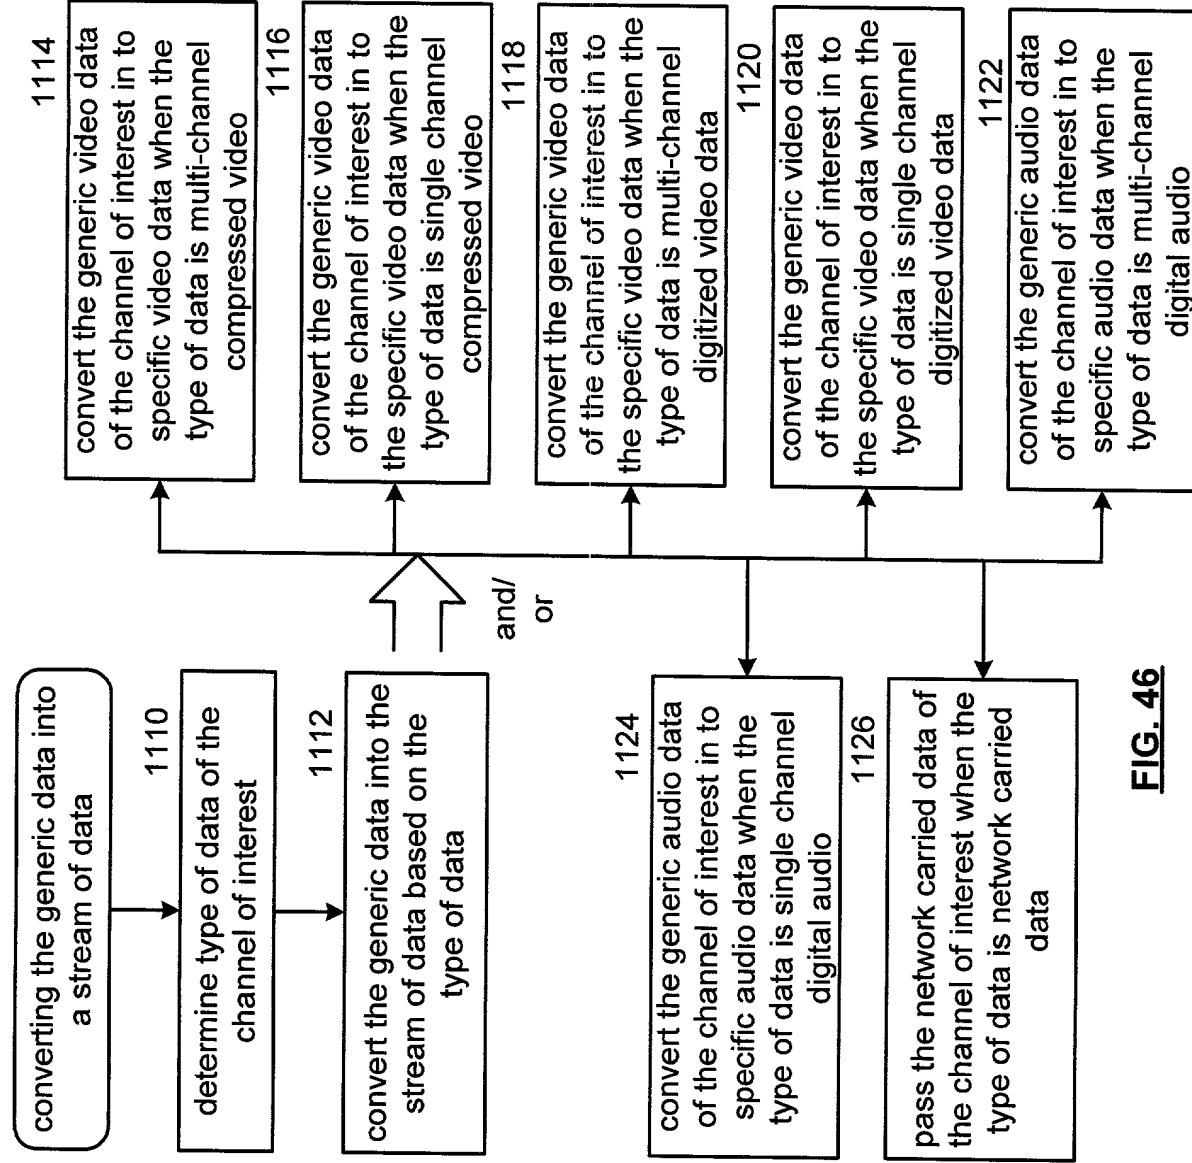 converting the generic data into
a stream of data
1110
determine type of data of the
channel of interest
1112
convert the generic data into the
stream of data based on the
type of data
and/
or
1114
convert the generic video data
of the channel of interest in to
specific video data when the
type of data is multi-channel
compressed video
1116
convert the generic video data
of the channel of interest in to
the specific video data when the
type of data is single channel
compressed video
1118
convert the generic video data
of the channel of interest in to
the specific video data when the
type of data is multi-channel
digitized video data
1120
convert the generic video data
of the channel of interest in to
the specific video data when the
type of data is single channel
digitized video data
1122
convert the generic audio data
of the channel of interest in to
specific audio data when the
type of data is multi-channel
digital audio
1124
convert the generic audio data
of the channel of interest in to
specific audio data when the
type of data is single channel
digital audio
1126
pass the network carried data of
the channel of interest when the
type of data is network carried
data
FIG. 46